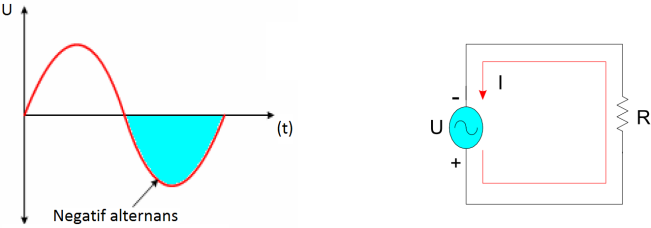 U
(t)
Negatif alternans
-
I
U
+
R